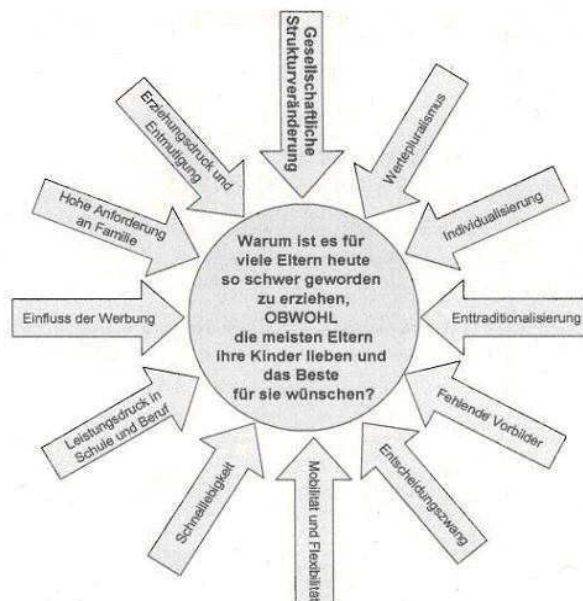 Gesellschaftliche
Strukturveränderung
Wertepluralismus
Individualisierung
Enttraditionalisierung
Fehlende Vorbilder
Entscheidungszwang
Mobilität und Flexibilität
Schnelllebigkeit
Leistungsdruck in
Schule und Beruf
Einfluss der Werbung
Hohe Anforderung
an Familie
Erziehungsdruck und
Entmutigung
Warum ist es für
viele Eltern heute
so schwer geworden
zu erziehen,
OBWOHL
die meisten Eltern
ihre Kinder lieben und
das Beste
für sie wünschen?